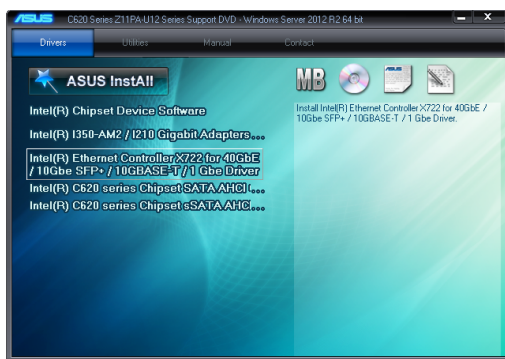 ASUS C620 Series Z11PA-U12 Series Support DVD - Windows Server 2012 R2 64 bit
Drivers Utilities Manual Contact
ASUS InstAll
MB
Intel(R) Chipset Device Software
Intel(R) I350-AM2 / I210 Gigabit Adapters...
Intel(R) Ethernet Controller X722 for 40GbE
/ 10Gbe SFP+ / 10GBASE-T / 1 Gbe Driver
Intel(R) C620 series Chipset SATA AHCI (...
Intel(R) C620 series Chipset sSATA AHC...
Install Intel(R) Ethernet Controller X722 for 40GbE /
10Gbe SFP+ / 10GBASE-T / 1 Gbe Driver.